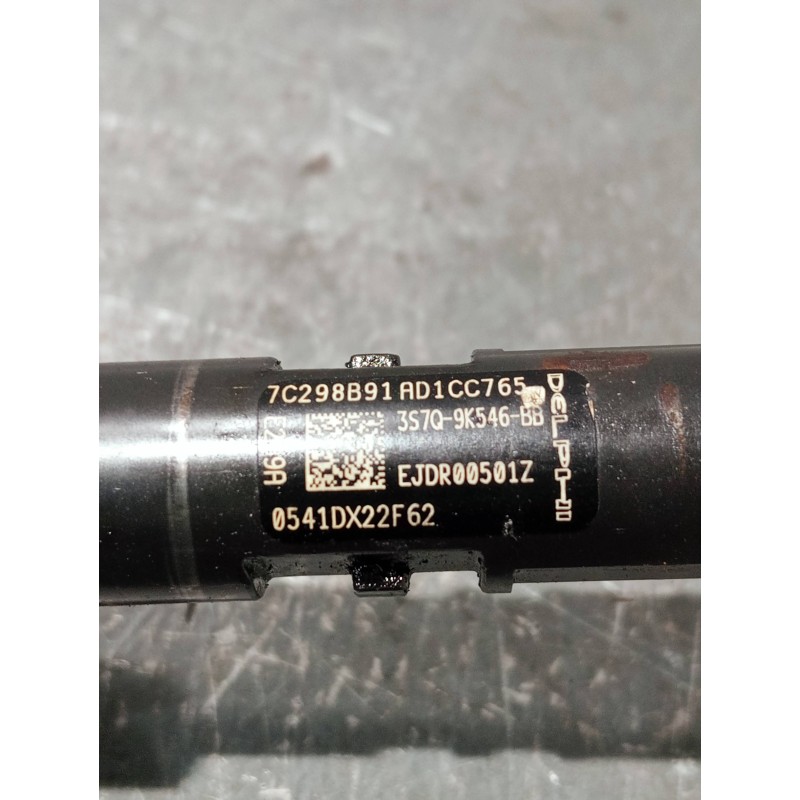 7C298B91 AD1CC765
3S7Q-9K546-BB
EJDR00501Z
0541DX22F62
DELPHI